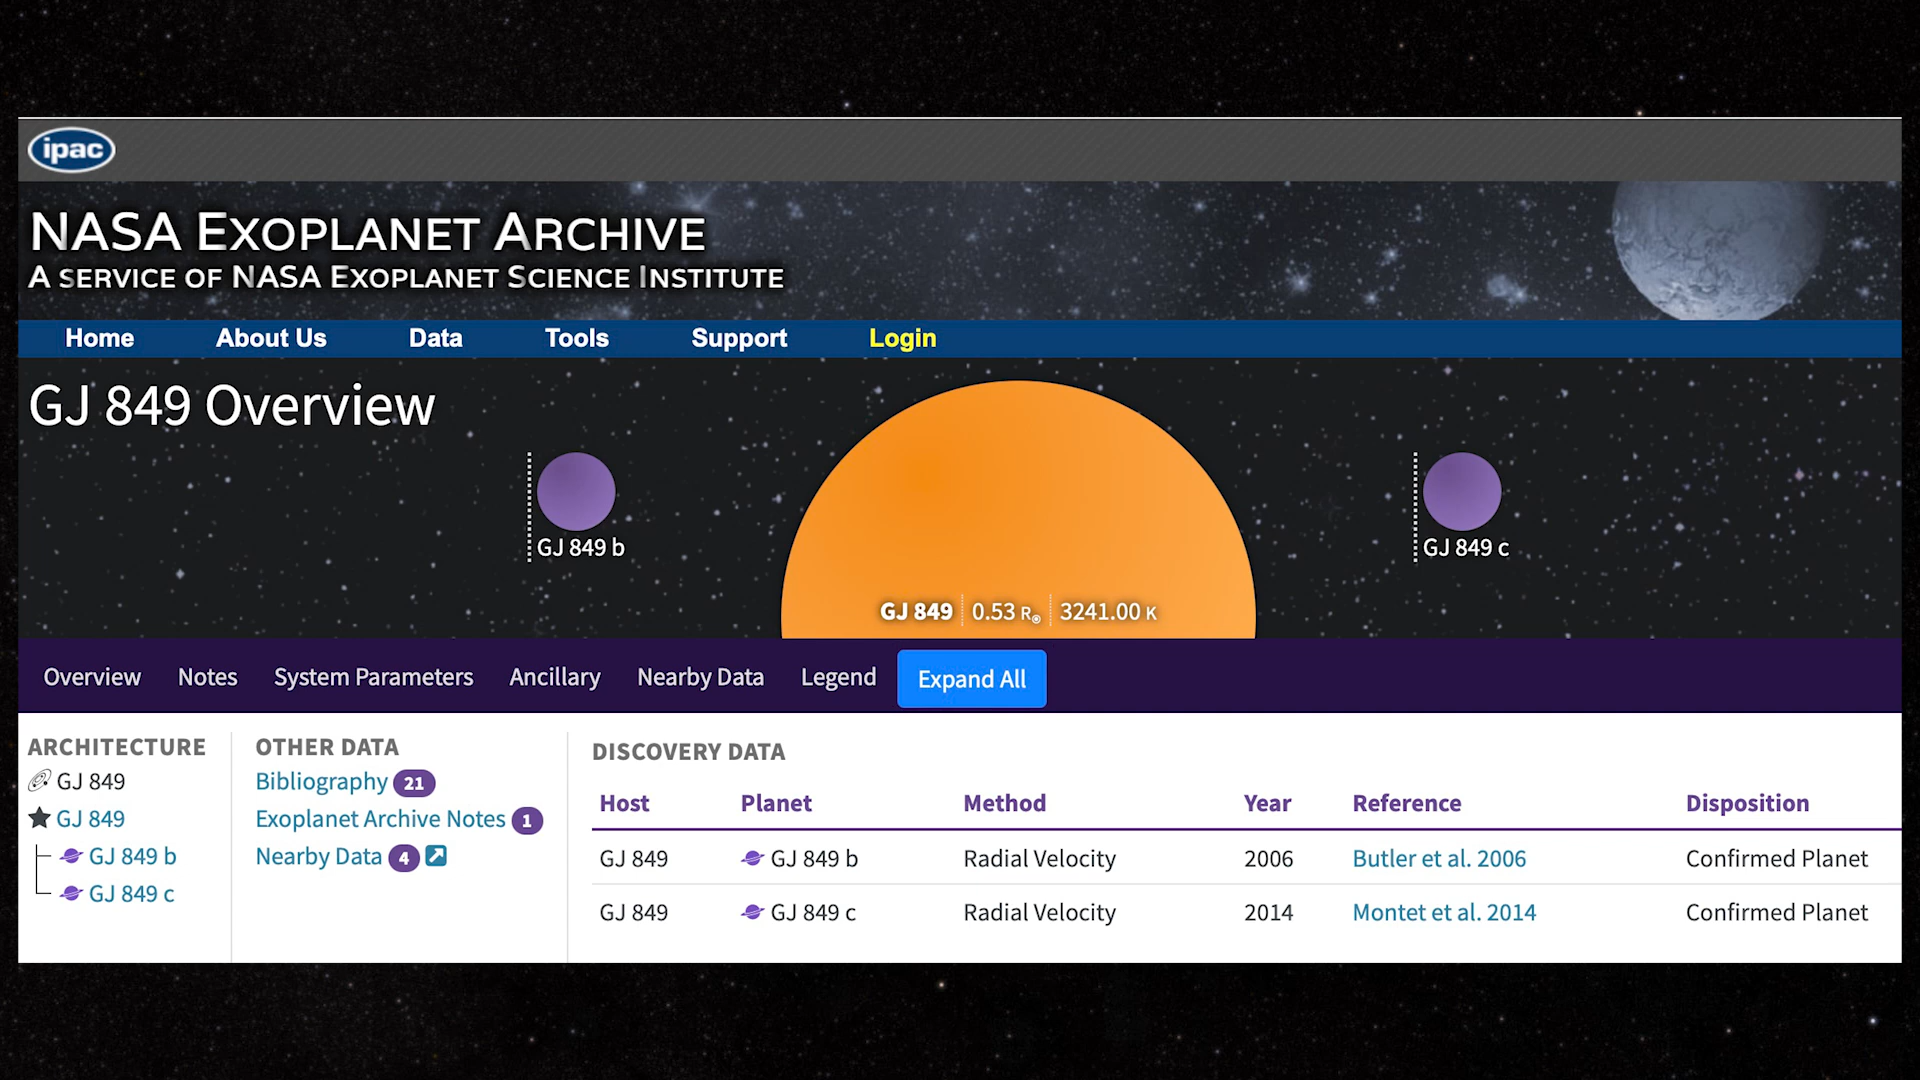 ipac
NASA EXOPLANET ARCHIVE
A SERVICE OF NASA EXOPLANET SCIENCE INSTITUTE
Home About Us Data Tools Support Login
GJ 849 Overview
GJ 849 b
GJ 849 c
GJ 849 0.53 R⊙ 3241.00 K
Overview Notes System Parameters Ancillary Nearby Data Legend Expand All
ARCHITECTURE
GJ 849
GJ 849
GJ 849 b
GJ 849 c
OTHER DATA
Bibliography 21
Exoplanet Archive Notes 1
Nearby Data 4
DISCOVERY DATA
Host Planet Method Year Reference Disposition
GJ 849 GJ 849 b Radial Velocity 2006 Butler et al. 2006 Confirmed Planet
GJ 849 GJ 849 c Radial Velocity 2014 Montet et al. 2014 Confirmed Planet